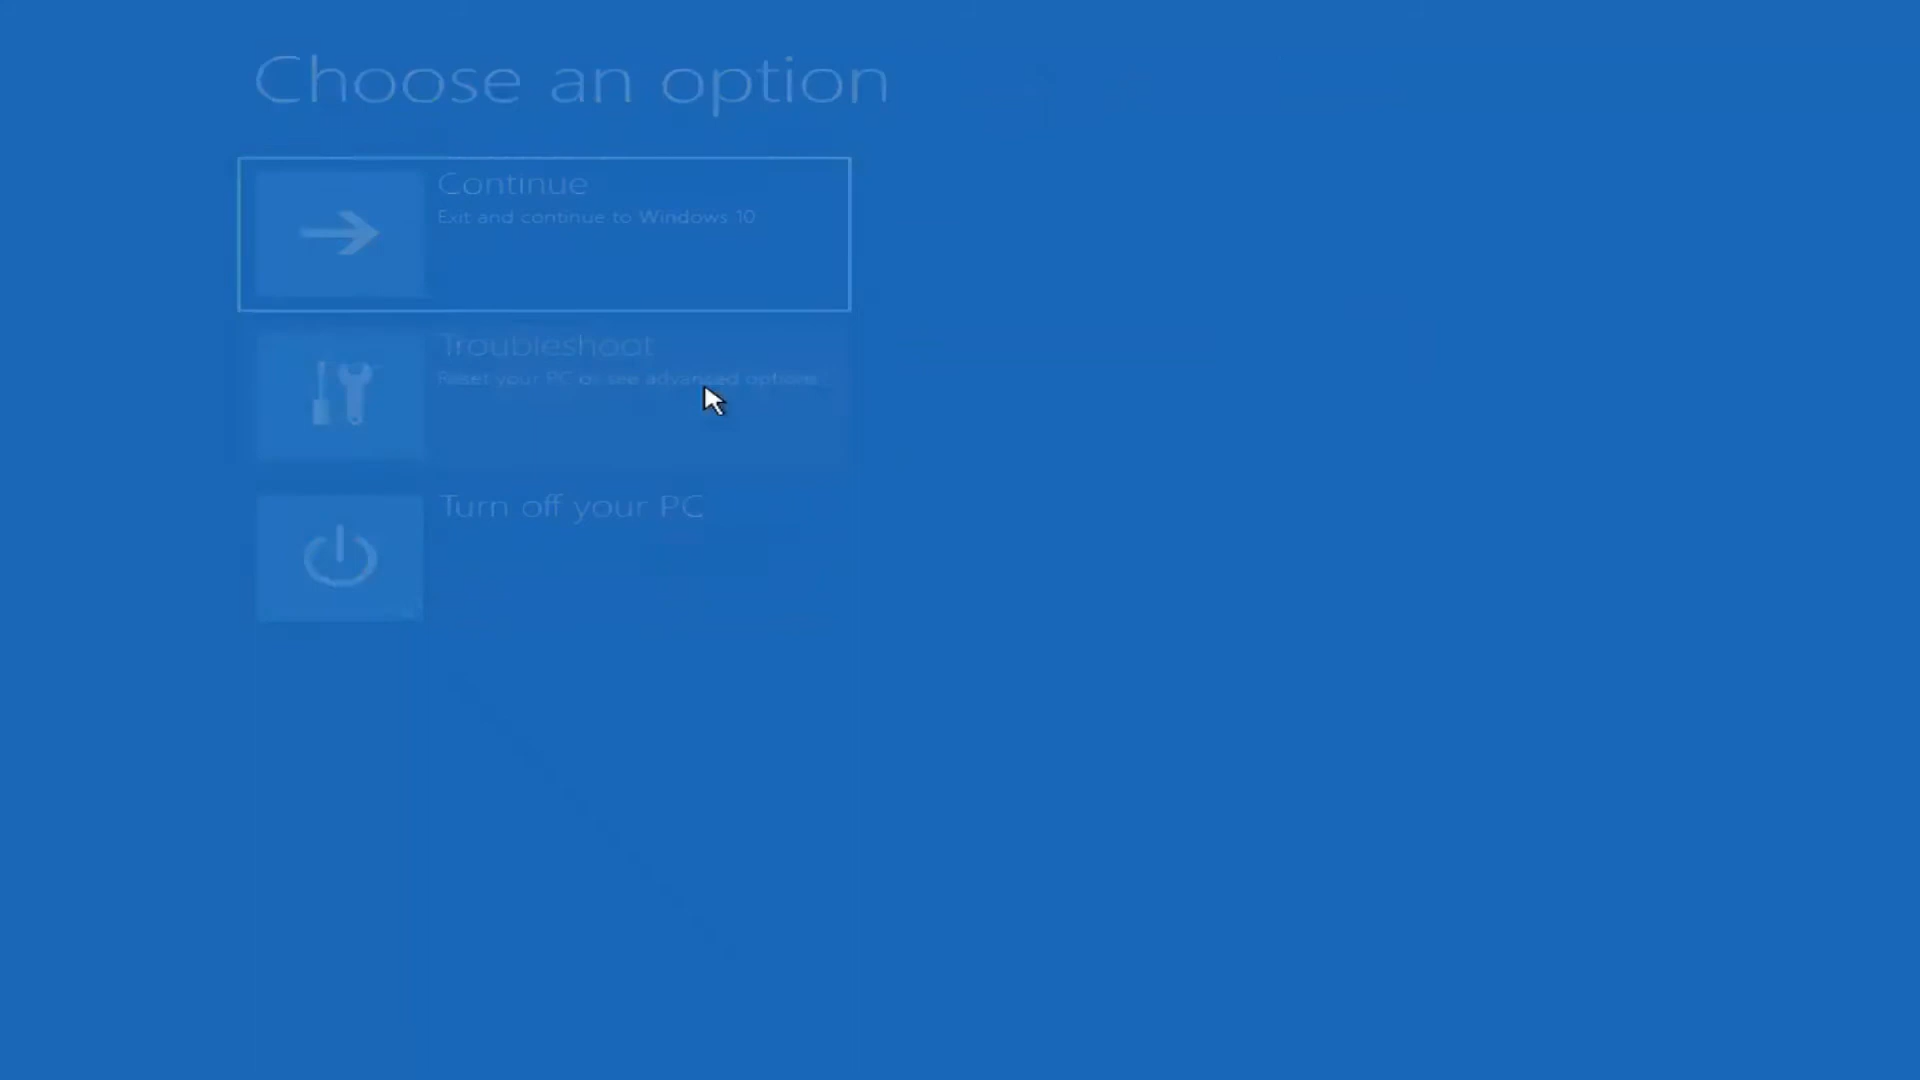 Choose an option
Continue
Exit and continue to Windows 10
Troubleshoot
Reset your PC or see advanced options
Turn off your PC